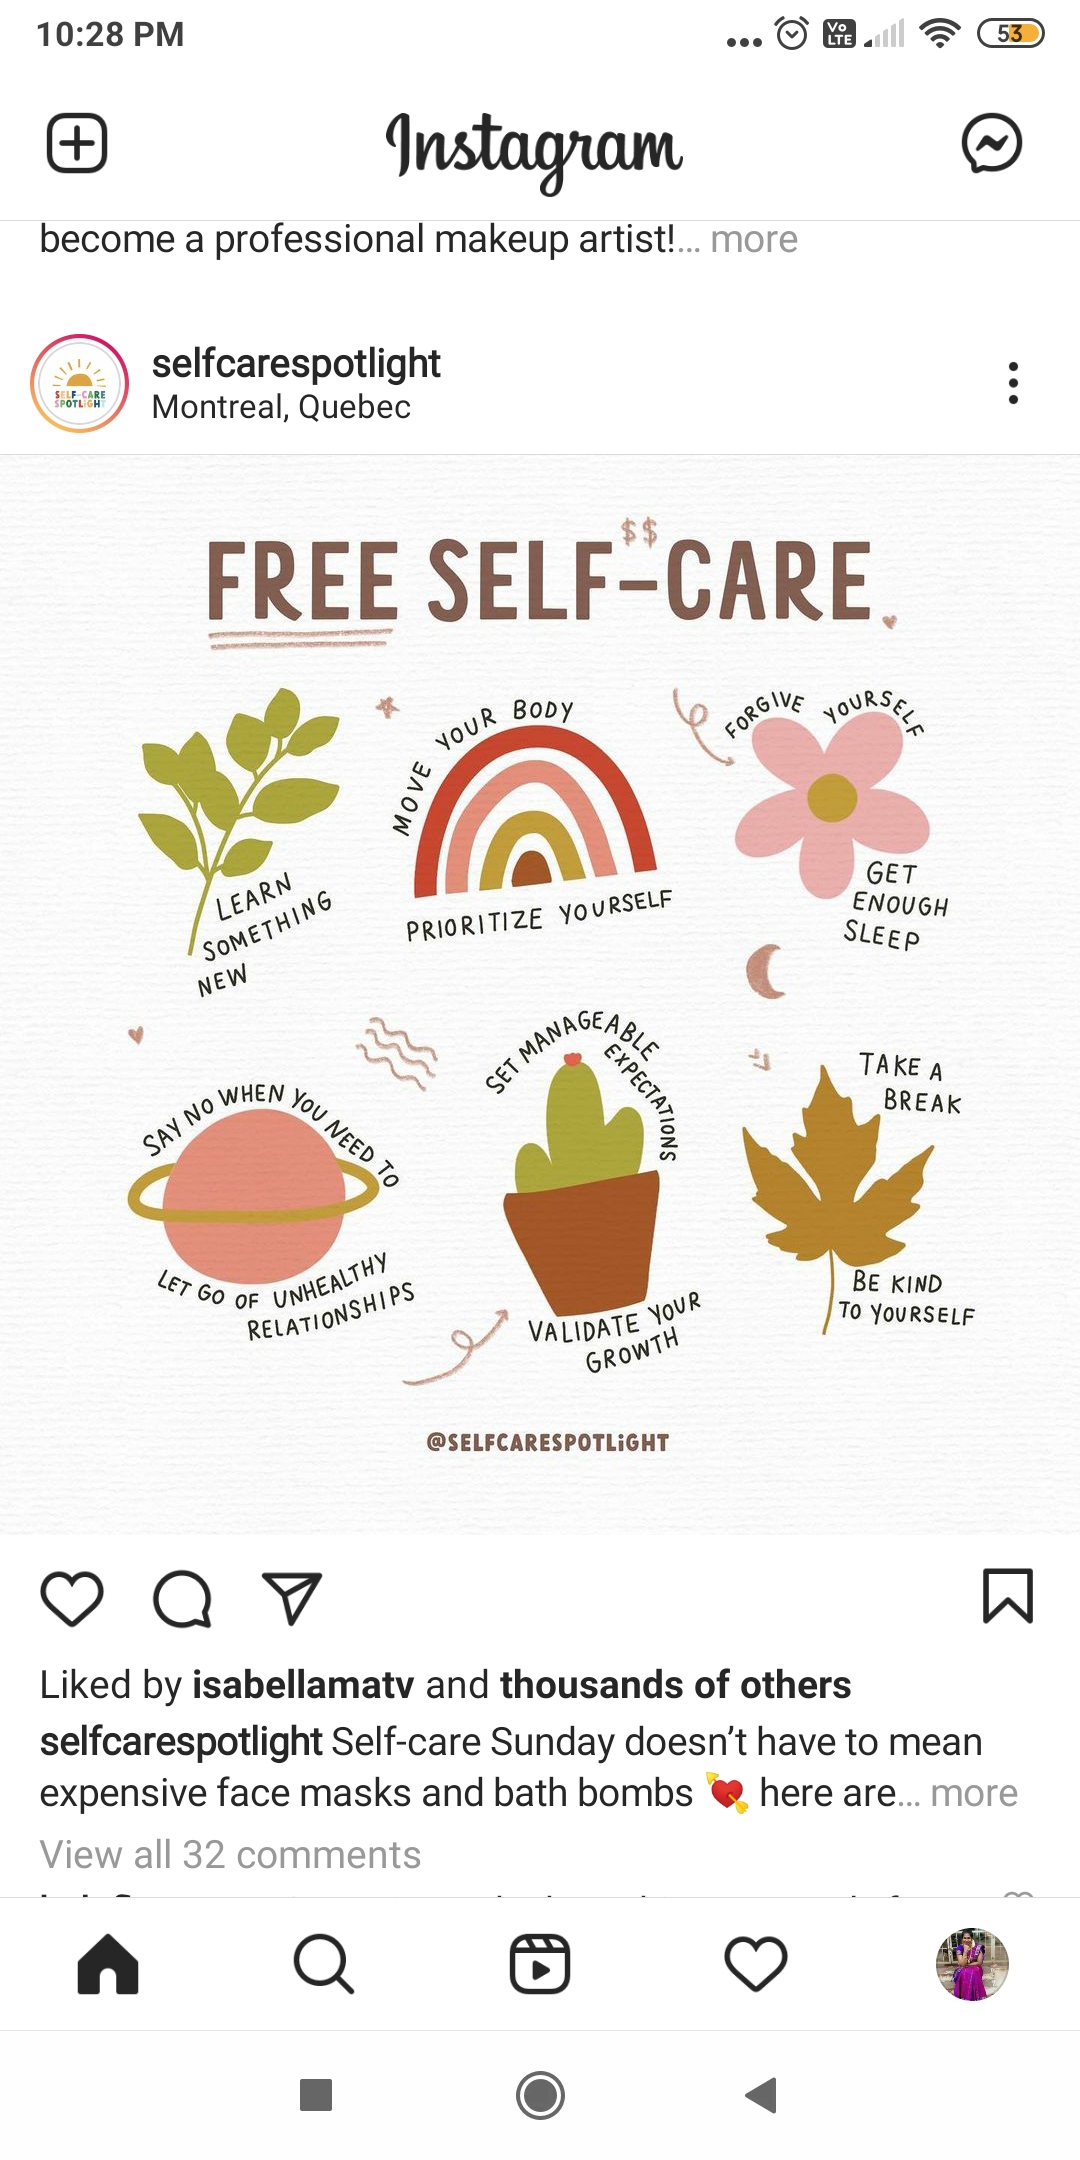 10:28 PM
Vo
LTE
53
Instagram
become a professional makeup artist!... more
selfcarespotlight
Montreal, Quebec
SELF-CARE
SPOTLIGHT
$$
FREE SELF-CARE
LEARN
SOMETHING
NEW
MOVE YOUR BODY
PRIORITIZE YOURSELF
FORGIVE YOURSELF
GET
ENOUGH
SLEEP
SAY NO WHEN YOU NEED TO
LET GO OF UNHEALTHY
RELATIONSHIPS
SET MANAGEABLE
EXPECTATIONS
VALIDATE YOUR
GROWTH
TAKE A
BREAK
BE KIND
TO YOURSELF
@SELFCARESPOTLiGHT
Liked by isabellamatv and thousands of others
selfcarespotlight Self-care Sunday doesn't have to mean
expensive face masks and bath bombs 💘 here are... more
View all 32 comments